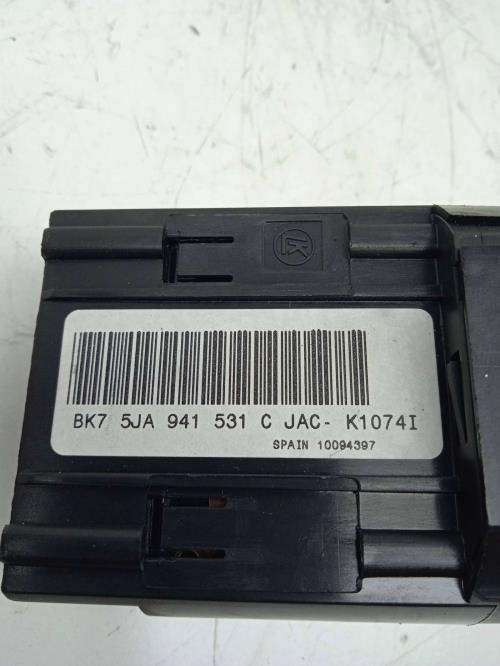 K
BK7 5JA 941 531 C JAC- K1074I
SPAIN 10094397